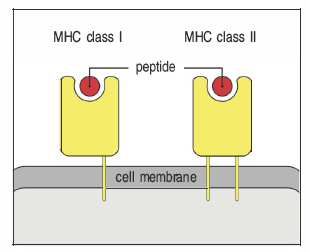 MHC class I
MHC class II
peptide
cell membrane